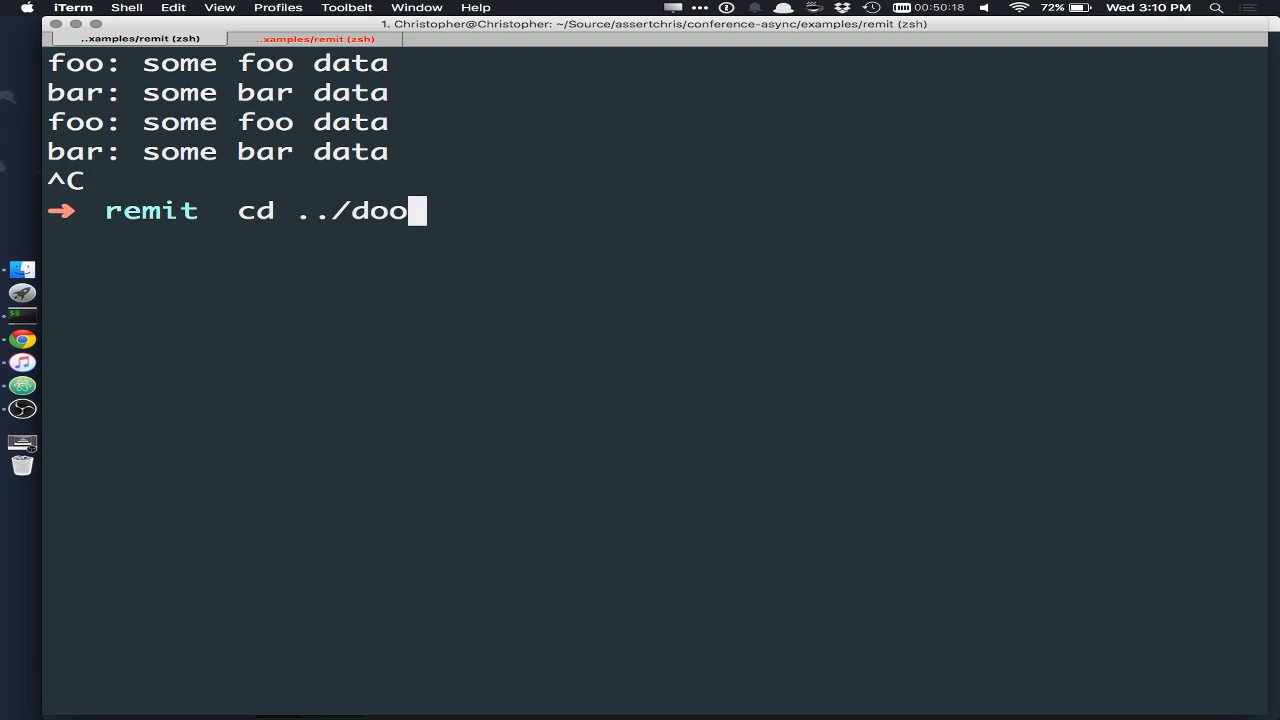 iTerm Shell Edit View Profiles Toolbelt Window Help 00:50:18 72% Wed 3:10 PM
1. Christopher@Christopher: ~/Source/assertchris/conference-async/examples/remit (zsh)
..xamples/remit (zsh) ..xamples/remit (zsh)
foo: some foo data
bar: some bar data
foo: some foo data
bar: some bar data
^C
➜ remit cd ../doo